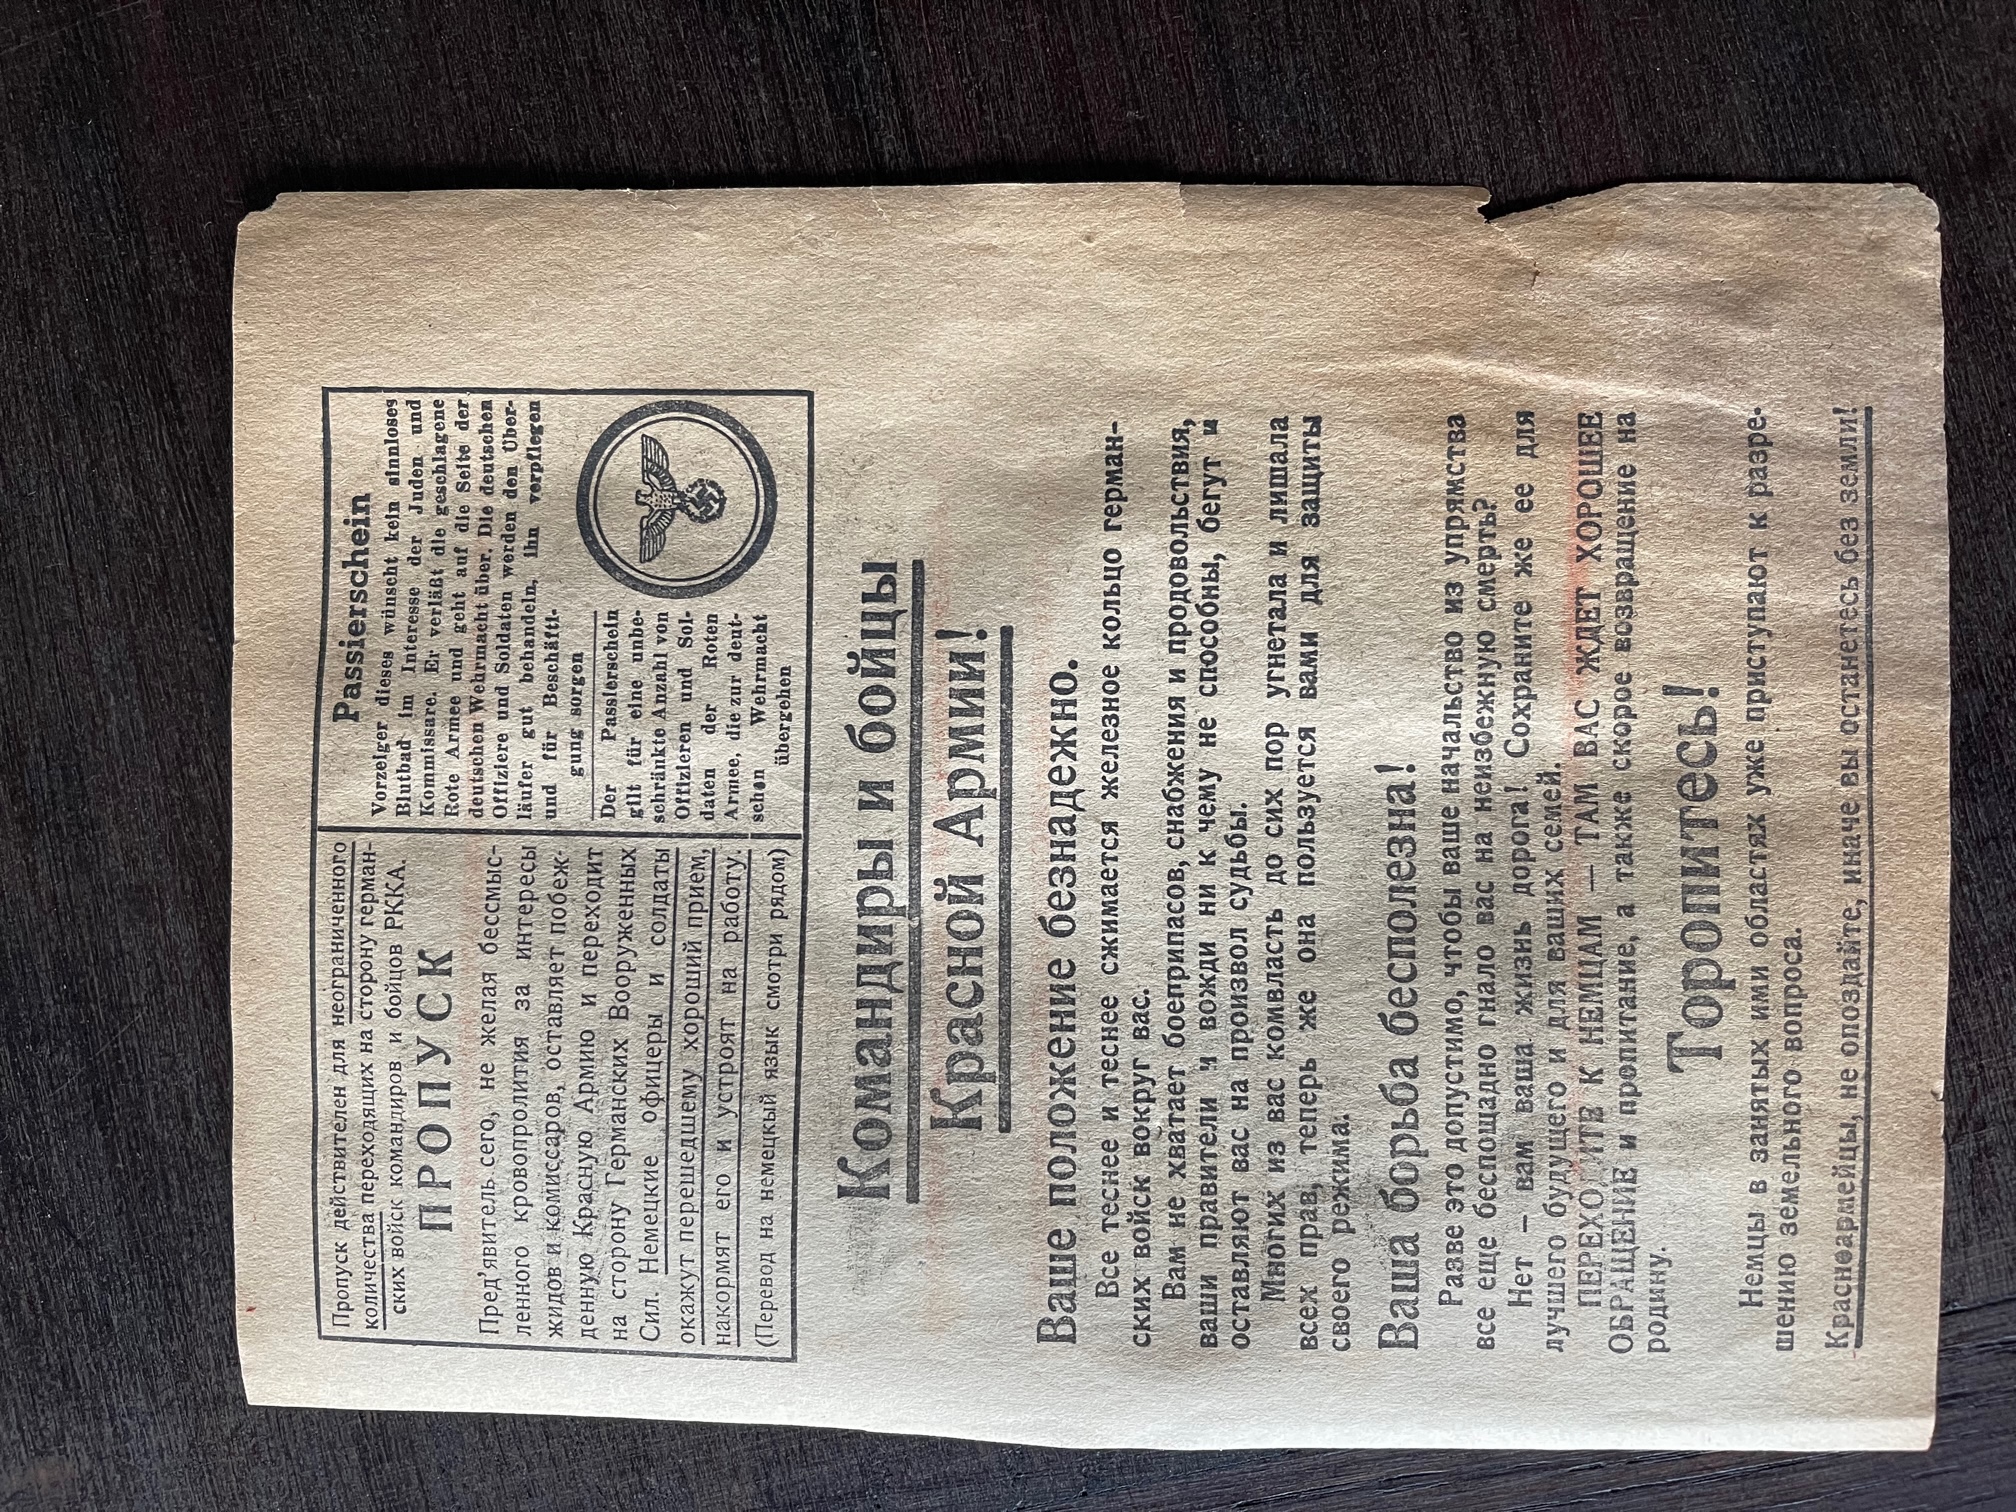 Пропуск действителен для неограниченного
количества переходящих на сторону герман-
ских войск командиров и бойцов РККА.
ПРОПУСК
Пред'явитель сего, не желая бессмыс-
ленного кровопролития за интересы
жидов и комиссаров, оставляет побеж-
денную Красную Армию и переходит
на сторону Германских Вооруженных
Сил. Немецкие офицеры и солдаты
окажут перешедшему хороший прием,
накормят его и устроят на работу.
(Перевод на немецкий язык смотри рядом)
Passierschein
Vorzeiger dieses wünscht kein sinnloses
Blutbad im Interesse der Juden und
Kommissare. Er verläßt die geschlagene
Rote Armee und geht auf die Seite der
deutschen Wehrmacht über. Die deutschen
Offiziere und Soldaten werden den Über-
läufer gut behandeln, ihn verpflegen
und für Beschäfti-
gung sorgen
Der Passierschein
gilt für eine unbe-
schränkte Anzahl von
Offizieren und Sol-
daten der Roten
Armee, die zur deut-
schen Wehrmacht
übergehen
Командиры и бойцы
Красной Армии!
Ваше положение безнадежно.
Все теснее и теснее сжимается железное кольцо герман-
ских войск вокруг вас.
Вам не хватает боеприпасов, снабжения и продовольствия,
ваши правители и вожди ни к чему не способны, бегут и
оставляют вас на произвол судьбы.
Многих из вас комвласть до сих пор угнетала и лишала
всех прав, теперь же она пользуется вами для защиты
своего режима.
Ваша борьба бесполезна!
Разве это допустимо, чтобы ваше начальство из упрямства
все еще беспощадно гнало вас на неизбежную смерть?
Нет — вам ваша жизнь дорога! Сохраните же ее для
лучшего будущего и для ваших семей.
ПЕРЕХОДИТЕ К НЕМЦАМ — ТАМ ВАС ЖДЕТ ХОРОШЕЕ
ОБРАЩЕНИЕ и пропитание, а также скорое возвращение на
родину.
Торопитесь!
Немцы в занятых ими областях уже приступают к разре-
шению земельного вопроса.
Красноармейцы, не опоздайте, иначе вы останетесь без земли!